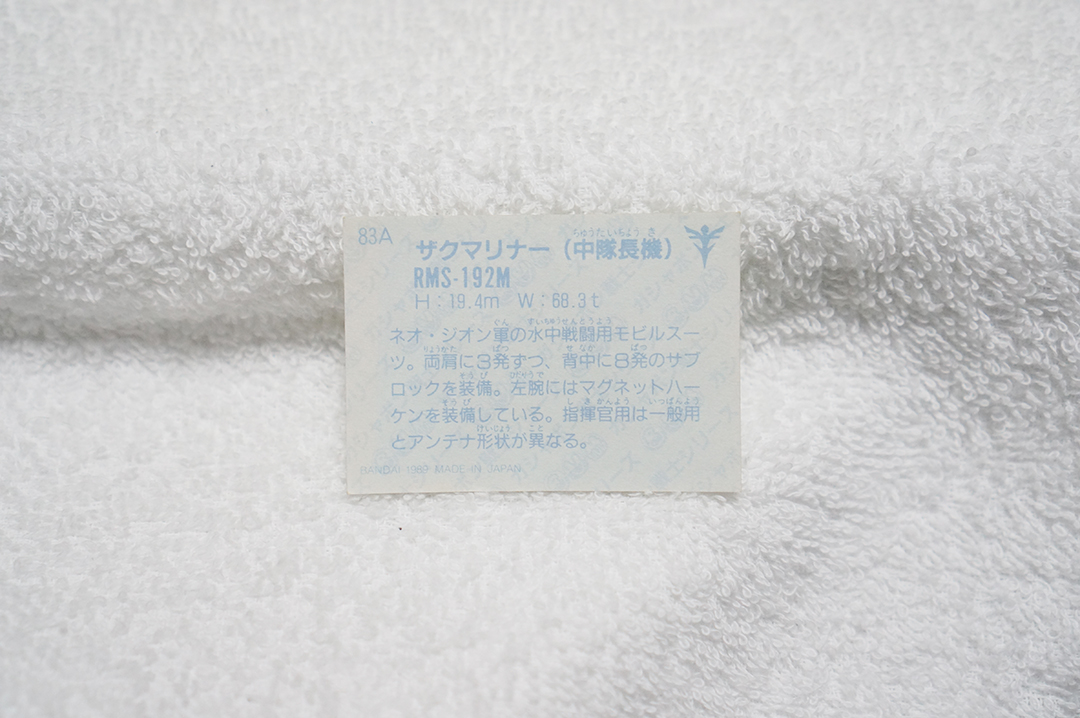 83A
ザクマリナー(中隊長機)
RMS-192M
H:19.4m W:68.3t
ネオ・ジオン軍の水中戦闘用モビルスー
ツ。両肩に3発ずつ、背中に8発のサブ
ロックを装備。左腕にはマグネットハー
ケンを装備している。指揮官用は一般用
とアンテナ形状が異なる。
BANDAI 1989 MADE IN JAPAN